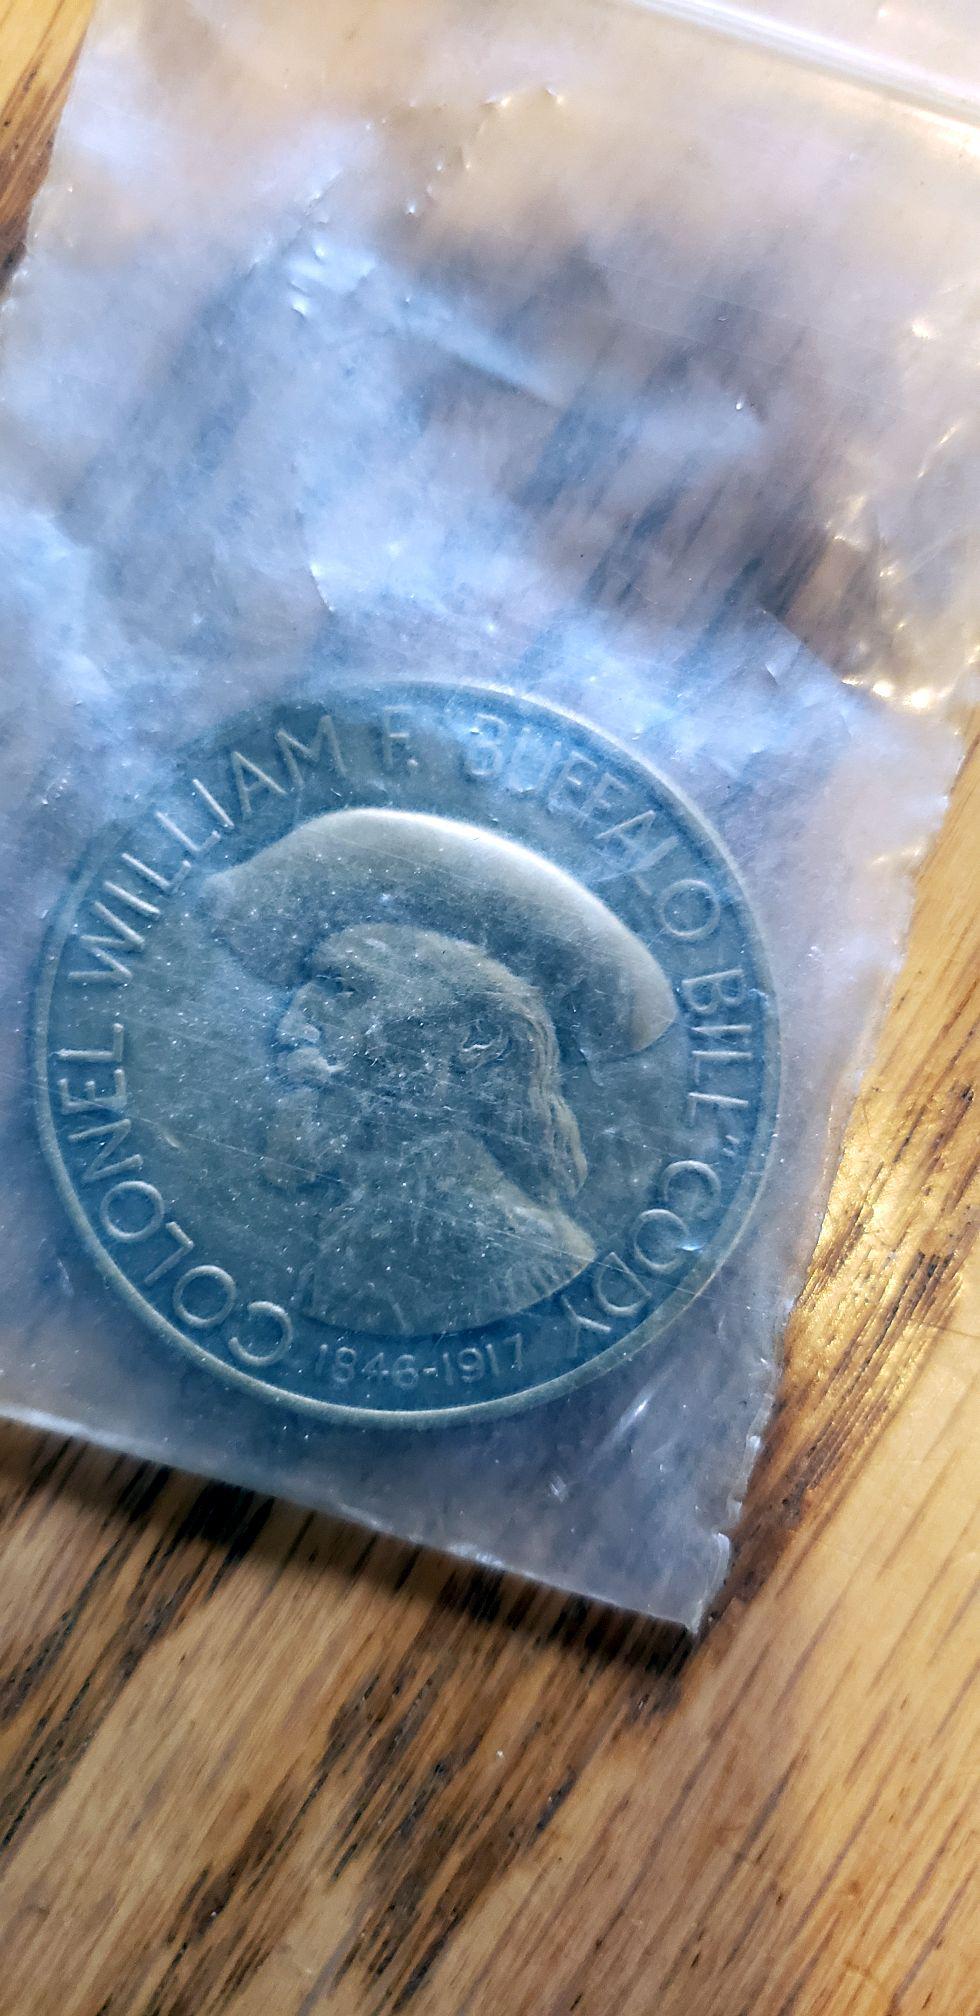 COLONEL WILLIAM F. "BUFFALO BILL" CODY
1846-1917